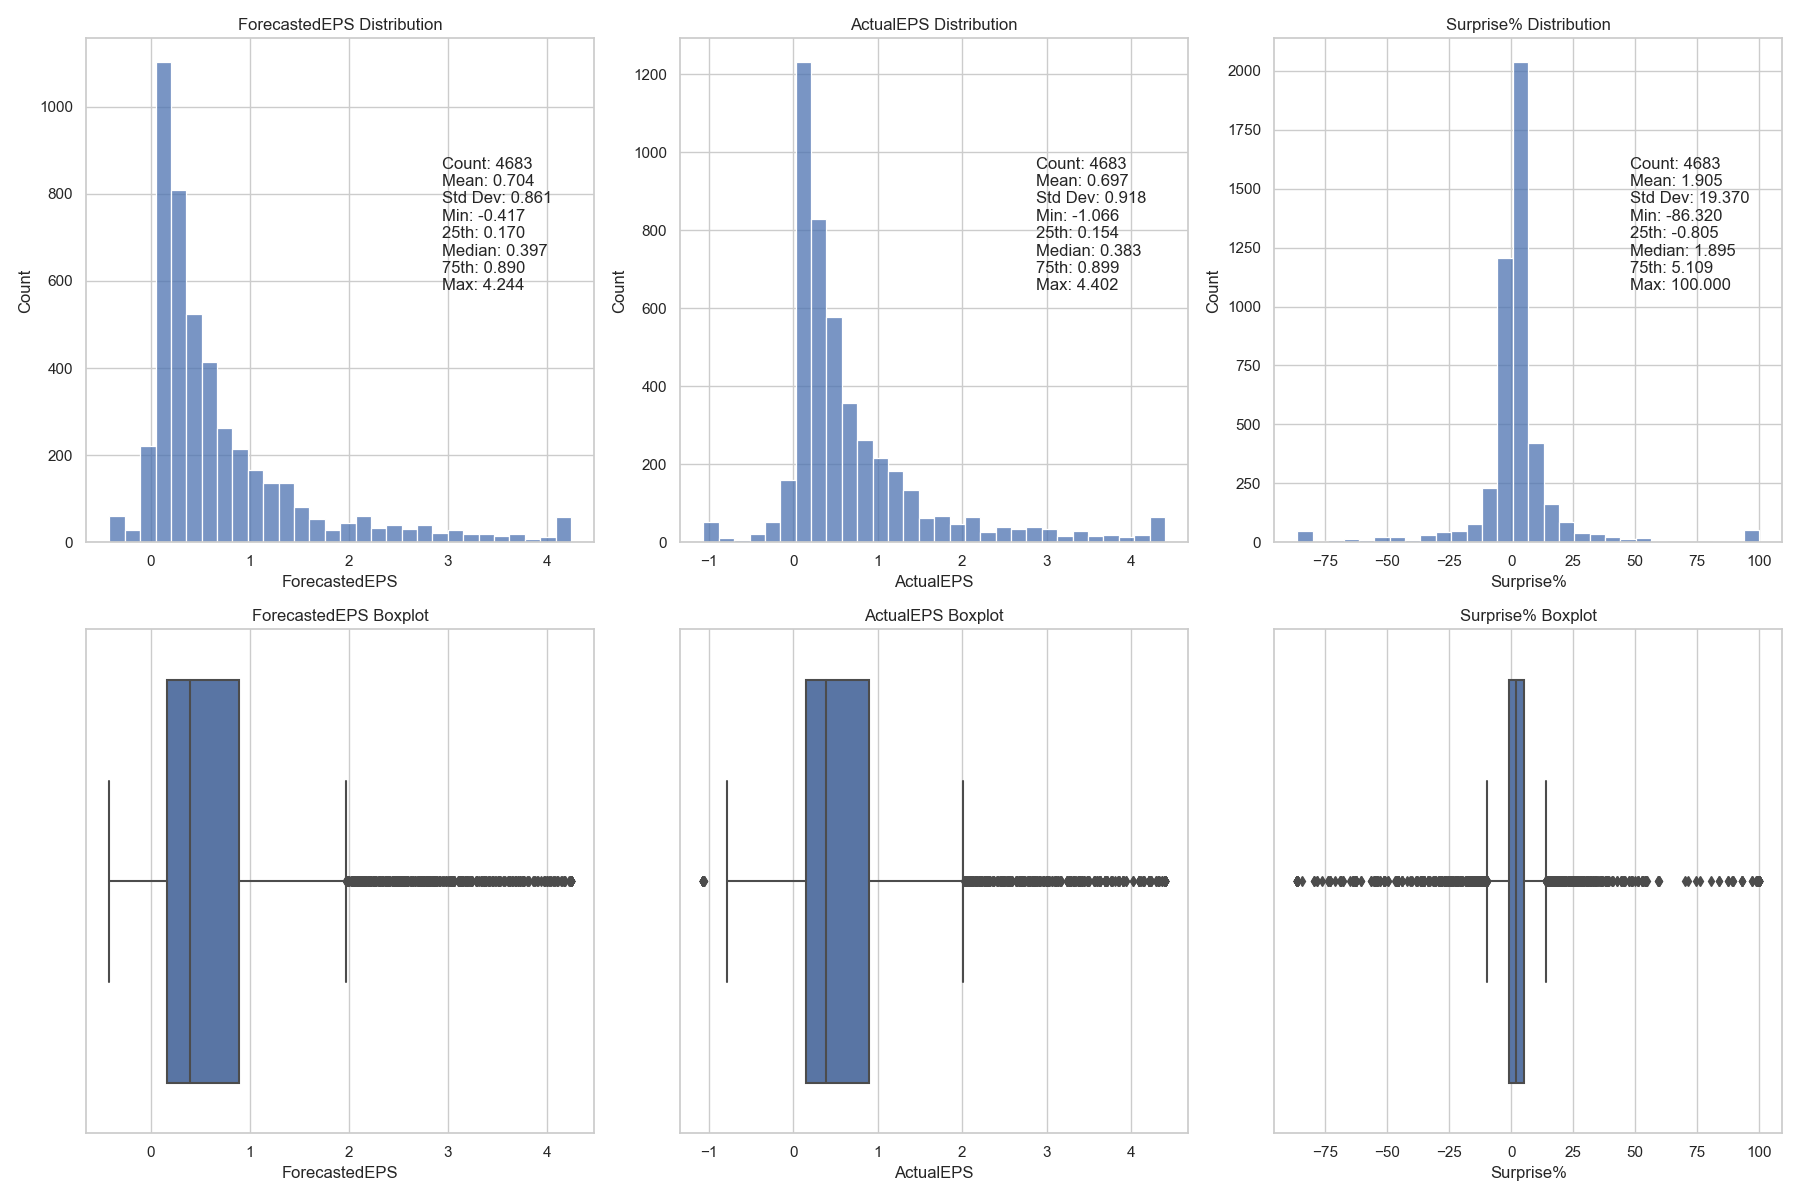 ForecastedEPS Distribution
Count
1000
800
600
400
200
0
Count: 4683
Mean: 0.704
Std Dev: 0.861
Min: -0.417
25th: 0.170
Median: 0.397
75th: 0.890
Max: 4.244
0 1 2 3 4
ForecastedEPS
ActualEPS Distribution
Count
1200
1000
800
600
400
200
0
Count: 4683
Mean: 0.697
Std Dev: 0.918
Min: -1.066
25th: 0.154
Median: 0.383
75th: 0.899
Max: 4.402
−1 0 1 2 3 4
ActualEPS
Surprise% Distribution
Count
2000
1750
1500
1250
1000
750
500
250
0
Count: 4683
Mean: 1.905
Std Dev: 19.370
Min: -86.320
25th: -0.805
Median: 1.895
75th: 5.109
Max: 100.000
−75 −50 −25 0 25 50 75 100
Surprise%
ForecastedEPS Boxplot
0 1 2 3 4
ForecastedEPS
ActualEPS Boxplot
−1 0 1 2 3 4
ActualEPS
Surprise% Boxplot
−75 −50 −25 0 25 50 75 100
Surprise%